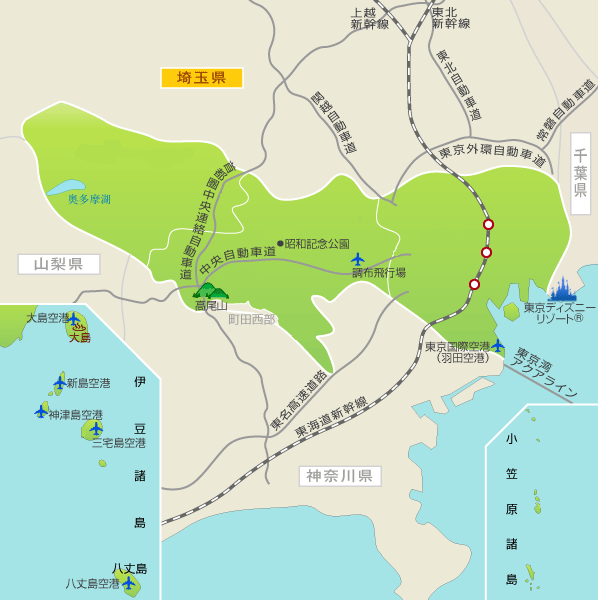 上越
新幹線
東北
新幹線
埼玉県
関越自動車道
東北自動車道
常磐自動車道
東京外環自動車道
千葉県
首都圏中央連絡自動車道
奥多摩湖
昭和記念公園
中央自動車道
調布飛行場
山梨県
高尾山
町田西部
東京ディズニー
リゾート®
東京国際空港
(羽田空港)
東京湾
アクアライン
東名高速道路
東海道新幹線
神奈川県
大島空港
大島
新島空港
神津島空港
三宅島空港
伊豆諸島
八丈島
八丈島空港
小笠原諸島